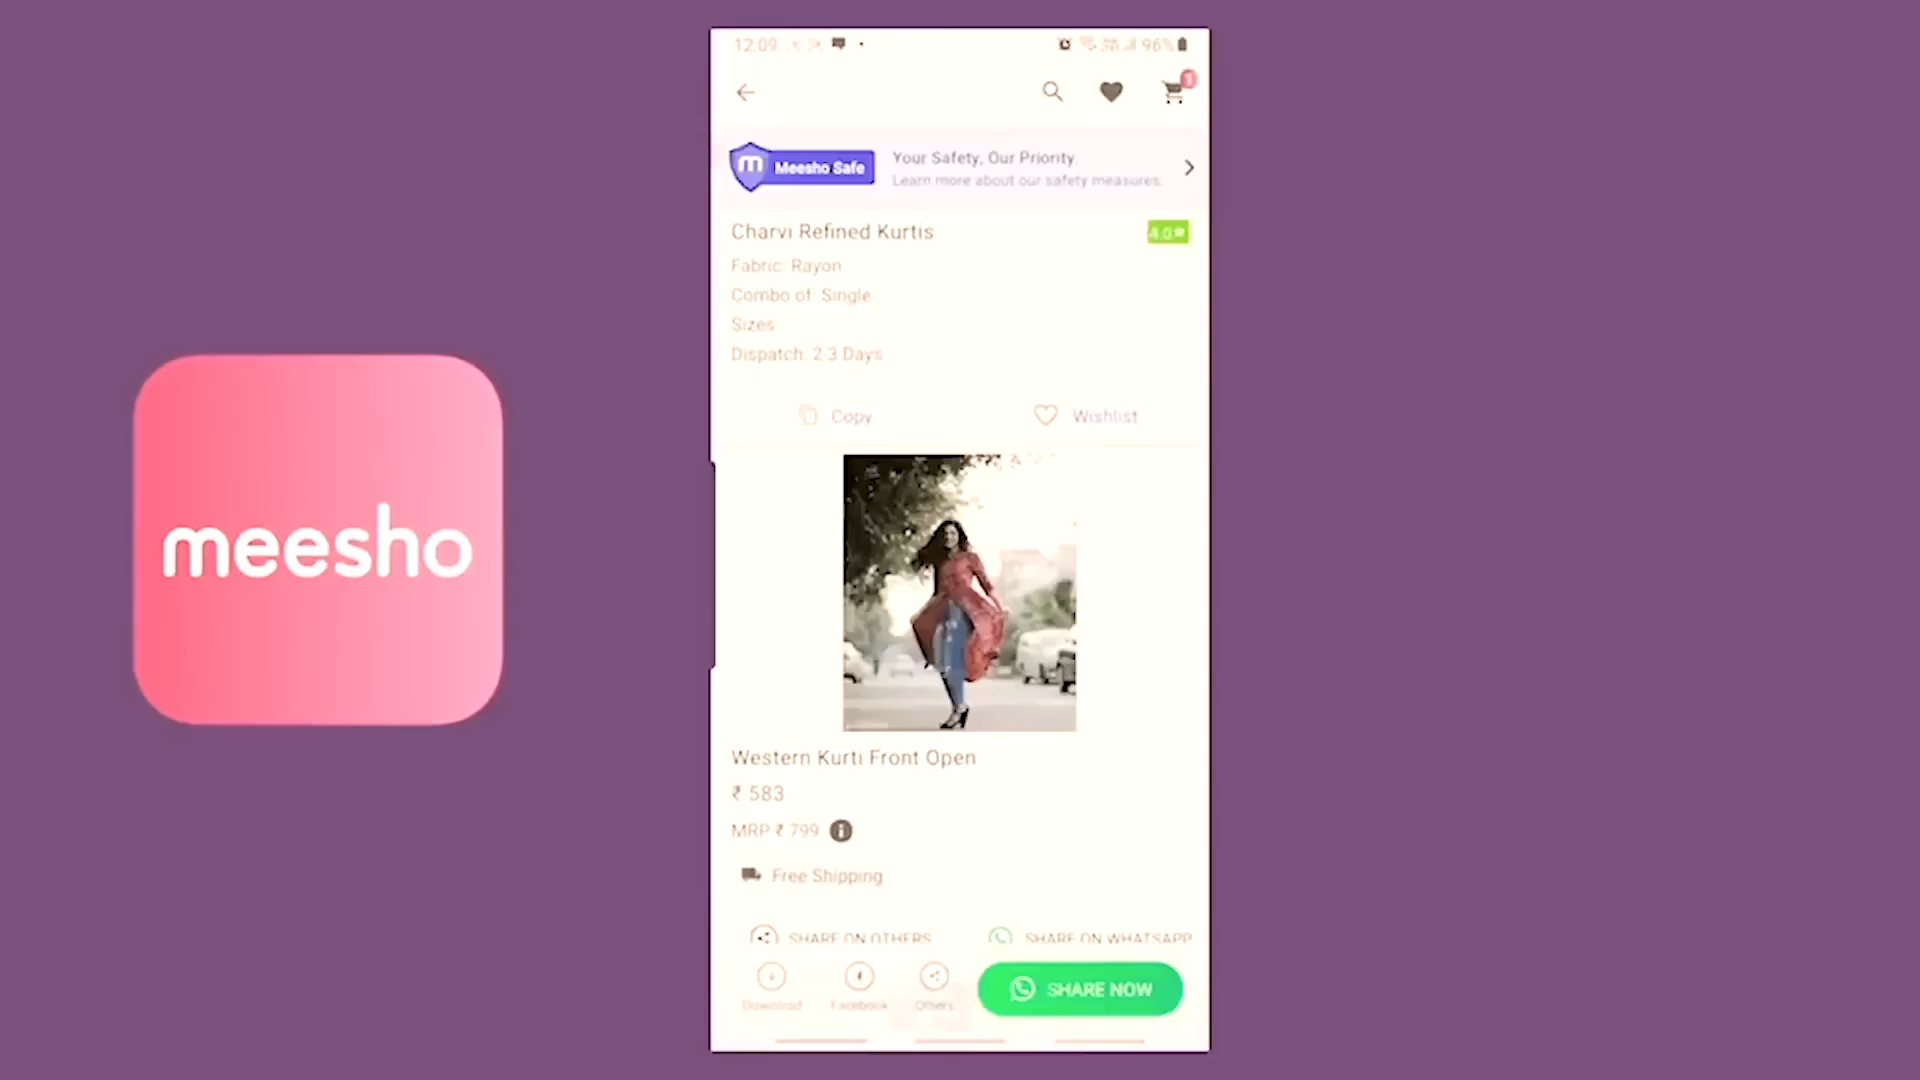 meesho
12:09
96%
1
m Meesho Safe
Your Safety, Our Priority
Learn more about our safety measures.
Charvi Refined Kurtis
4.0
Fabric: Rayon
Combo of: Single
Sizes
Dispatch: 2-3 Days
Copy
Wishlist
Western Kurti Front Open
₹ 583
MRP ₹ 799
Free Shipping
SHARE ON OTHERS
SHARE ON WHATSAPP
Download
Facebook
Others
SHARE NOW